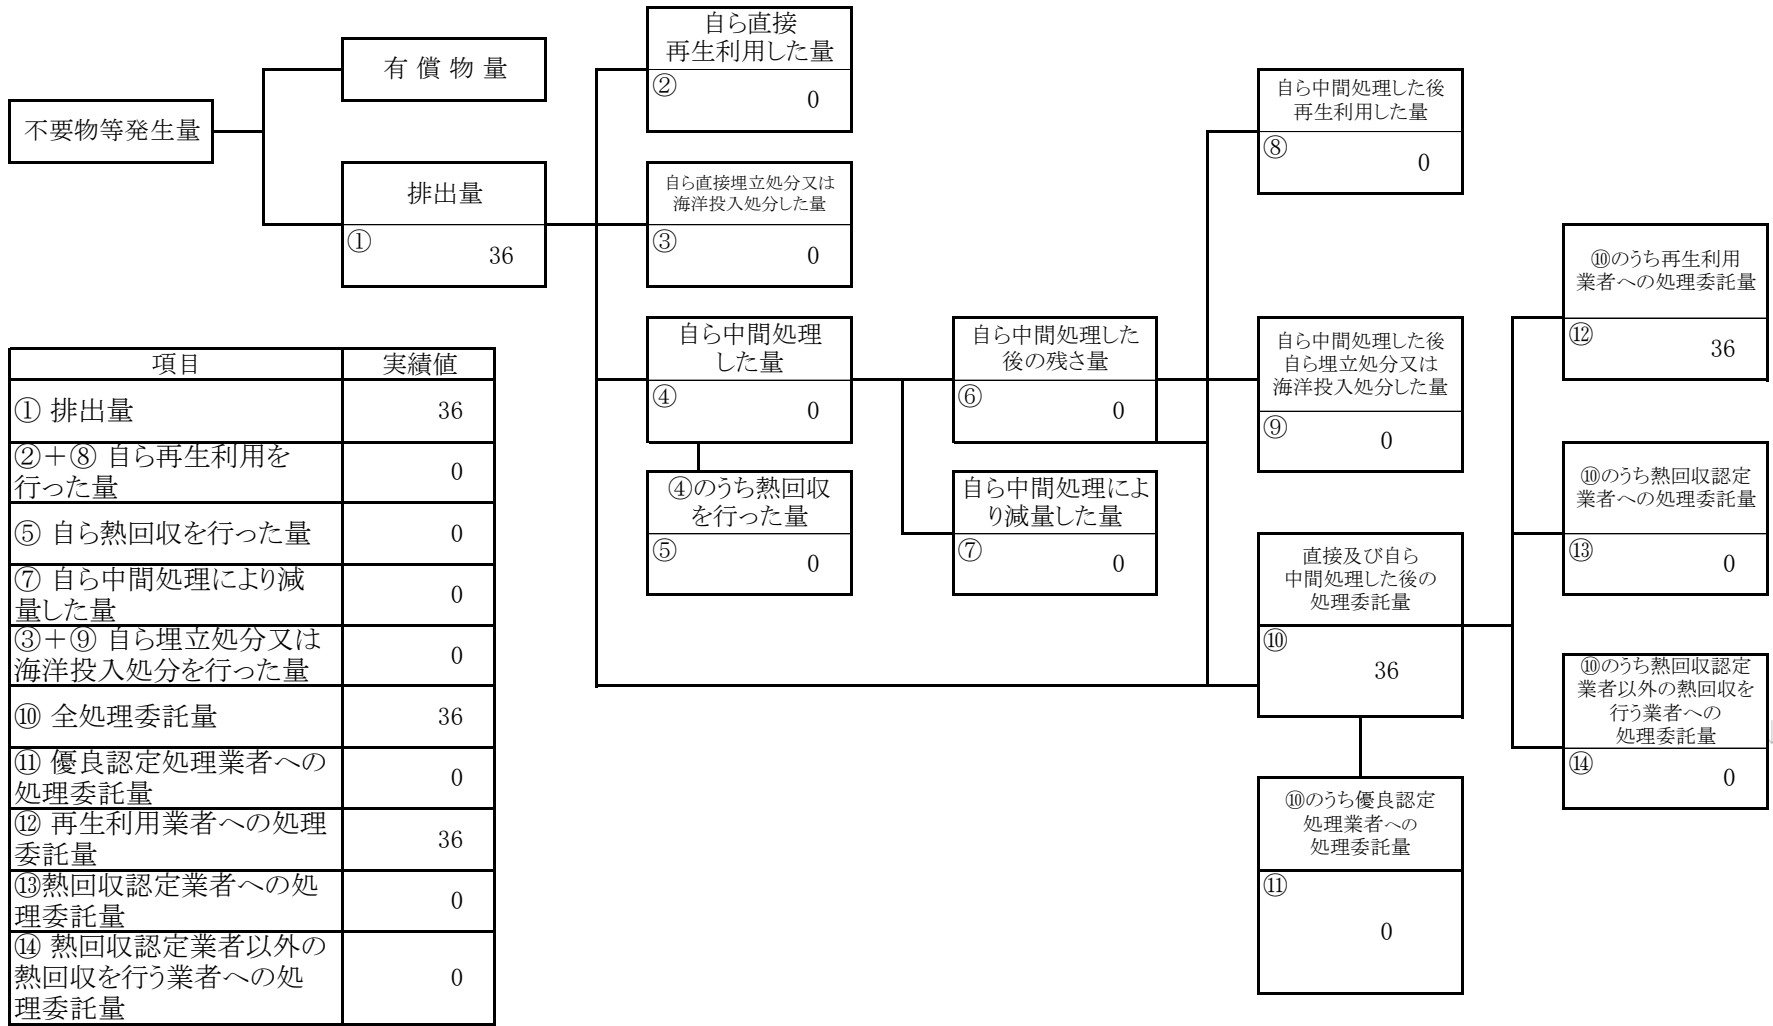 不要物等発生量
有 償 物 量
排出量
①
36
自ら直接
再生利用した量
②
0
自ら直接埋立処分又は
海洋投入処分した量
③
0
自ら中間処理
した量
④
0
④のうち熱回収
を行った量
⑤
0
自ら中間処理した
後の残さ量
⑥
0
自ら中間処理によ
り減量した量
⑦
0
自ら中間処理した後
再生利用した量
⑧
0
自ら中間処理した後
自ら埋立処分又は
海洋投入処分した量
⑨
0
直接及び自ら
中間処理した後の
処理委託量
⑩
36
⑩のうち優良認定
処理業者への
処理委託量
⑪
0
⑩のうち再生利用
業者への処理委託量
⑫
36
⑩のうち熱回収認定
業者への処理委託量
⑬
0
⑩のうち熱回収認定
業者以外の熱回収を
行う業者への
処理委託量
⑭
0
項目 実績値
① 排出量 36
②＋⑧ 自ら再生利用を
行った量 0
⑤ 自ら熱回収を行った量 0
⑦ 自ら中間処理により減
量した量 0
③＋⑨ 自ら埋立処分又は
海洋投入処分を行った量 0
⑩ 全処理委託量 36
⑪ 優良認定処理業者への
処理委託量 0
⑫ 再生利用業者への処理
委託量 36
⑬熱回収認定業者への処
理委託量 0
⑭ 熱回収認定業者以外の
熱回収を行う業者への処
理委託量 0